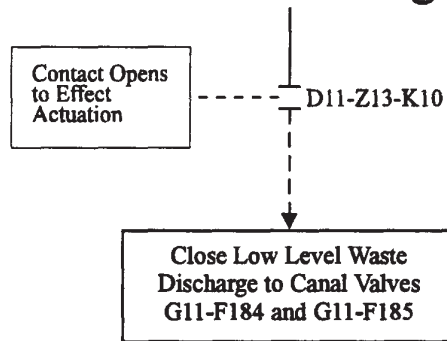 Contact Opens
to Effect
Actuation
D11-Z13-K10
Close Low Level Waste
Discharge to Canal Valves
G11-F184 and G11-F185